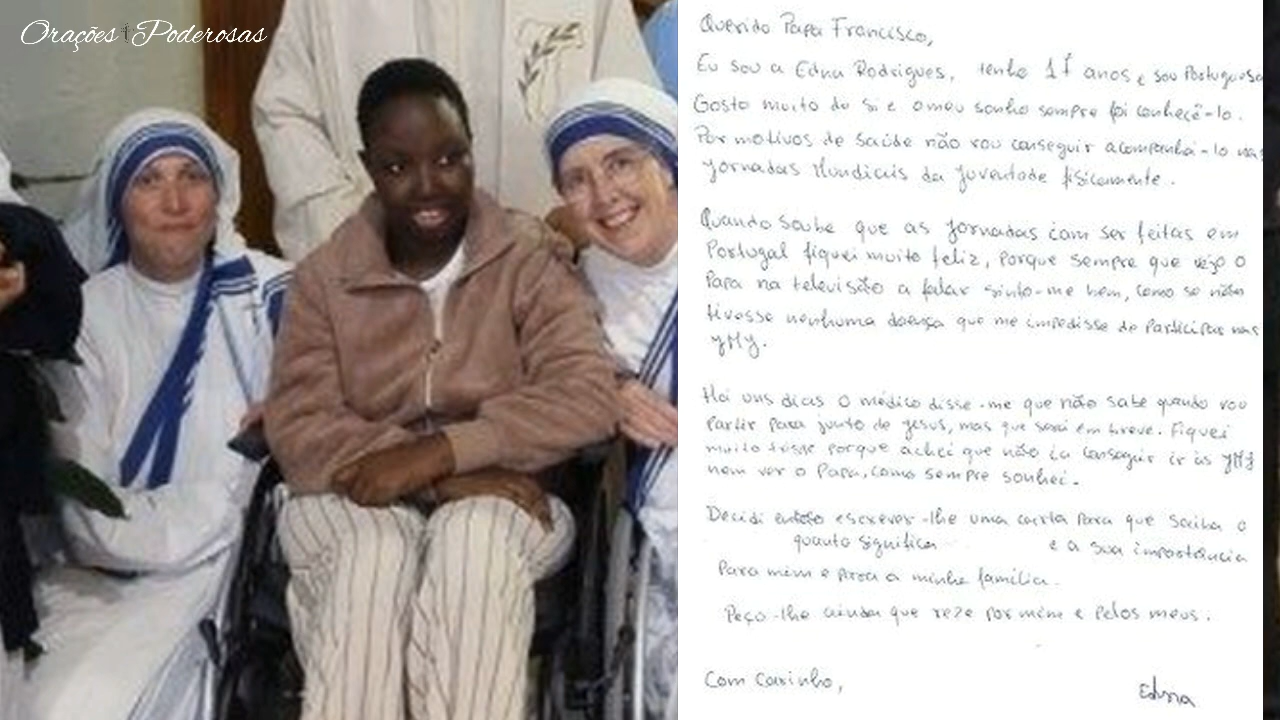 Orações Poderosas
Querido Papa Francisco,
Eu sou a Edna Rodrigues, tenho 17 anos e sou Portuguesa
Gosto muito de si e o meu sonho sempre foi conhecê-lo.
Por motivos de saúde não vou conseguir acompanhá-lo nas
Jornadas Mundiais da Juventude fisicamente.
Quando soube que as Jornadas iam ser feitas em
Portugal fiquei muito feliz, porque sempre que vejo o
Papa na televisão a falar sinto-me bem, como se não
tivesse nenhuma doença que me impedisse de participar nas
JMJ.
Há uns dias o médico disse-me que não sabe quando vou
partir para junto de Jesus, mas que será em breve. Fiquei
muito triste porque achei que não ia conseguir ir às JMJ
nem ver o Papa, como sempre sonhei.
Decidi então escrever-lhe uma carta para que saiba o
quanto significa e a sua importância
para mim e para a minha família.
Peço-lhe ainda que reze por mim e pelos meus.
Com Carinho,
Edna